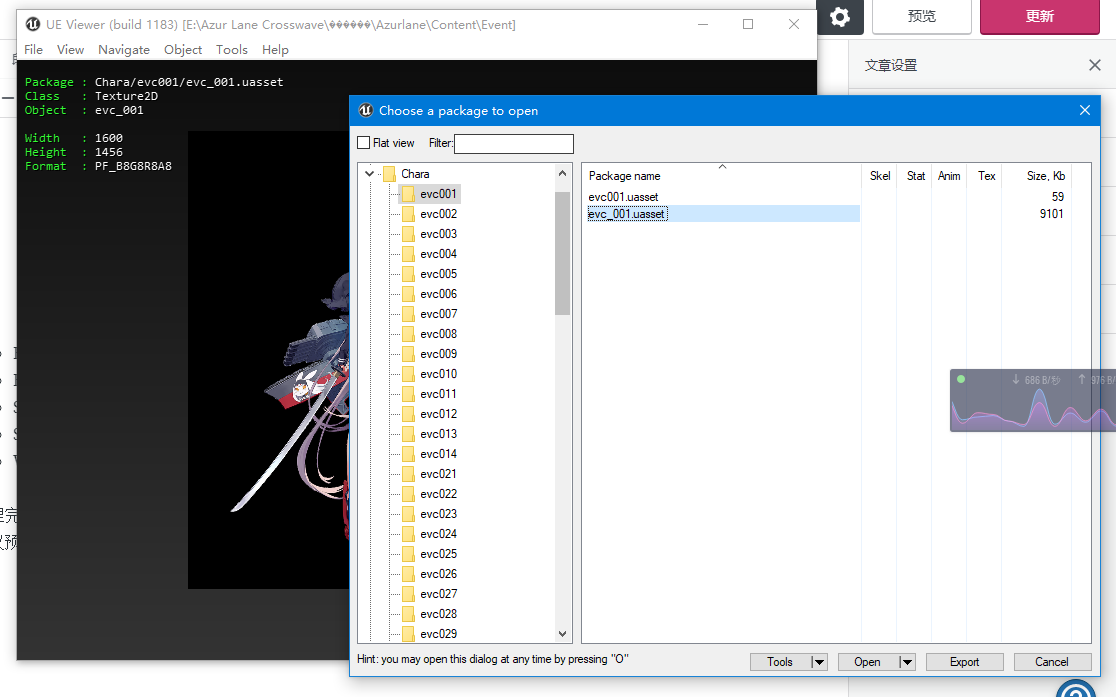 UE Viewer (build 1183) [E:\Azur Lane Crosswave\������\Azurlane\Content\Event]
File View Navigate Object Tools Help
预览
更新
文章设置
Package : Chara/evc001/evc_001.uasset
Class : Texture2D
Object : evc_001
Width : 1600
Height : 1456
Format : PF_B8G8R8A8
Choose a package to open
Flat view Filter:
Chara
evc001
evc002
evc003
evc004
evc005
evc006
evc007
evc008
evc009
evc010
evc011
evc012
evc013
evc014
evc021
evc022
evc023
evc024
evc025
evc026
evc027
evc028
evc029
Package name Skel Stat Anim Tex Size, Kb
evc001.uasset 59
evc_001.uasset 9101
↓ 686 B/秒 ↑ 976 B/
Hint: you may open this dialog at any time by pressing "O"
Tools Open Export Cancel